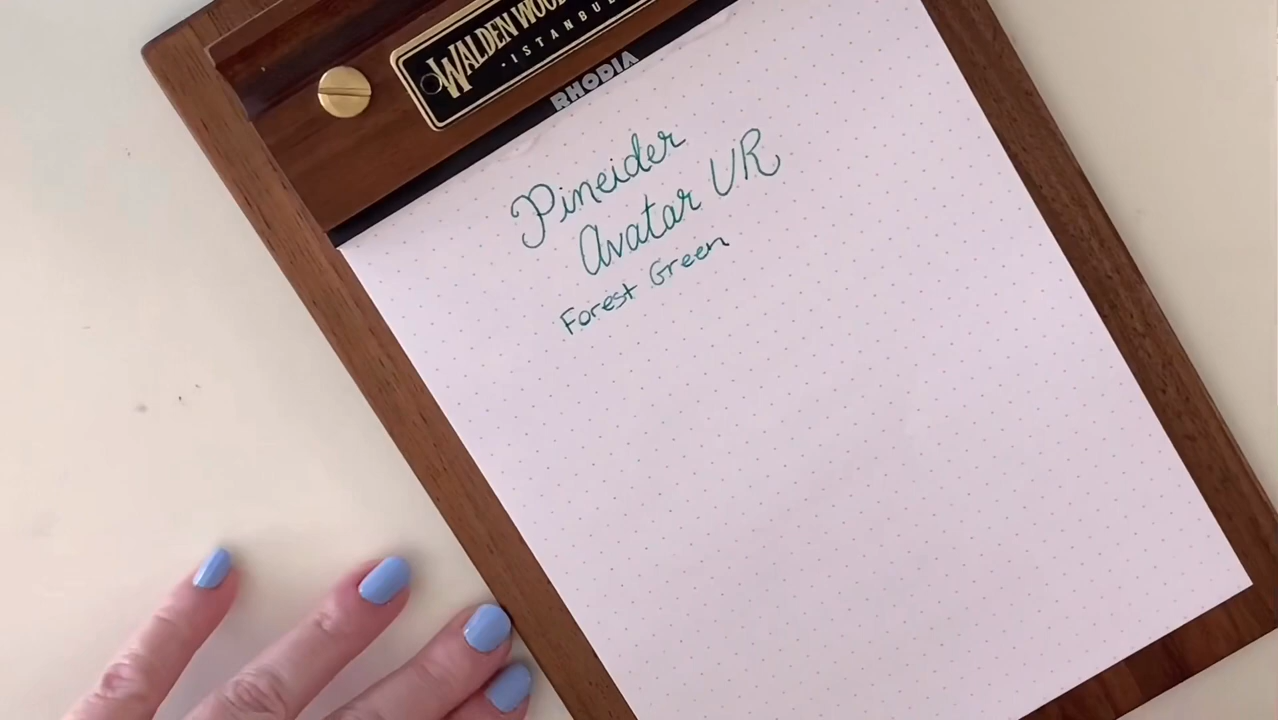 WALDEN WOOD
·ISTANBUL
RHODIA
Pineider
Avatar UR
Forest Green